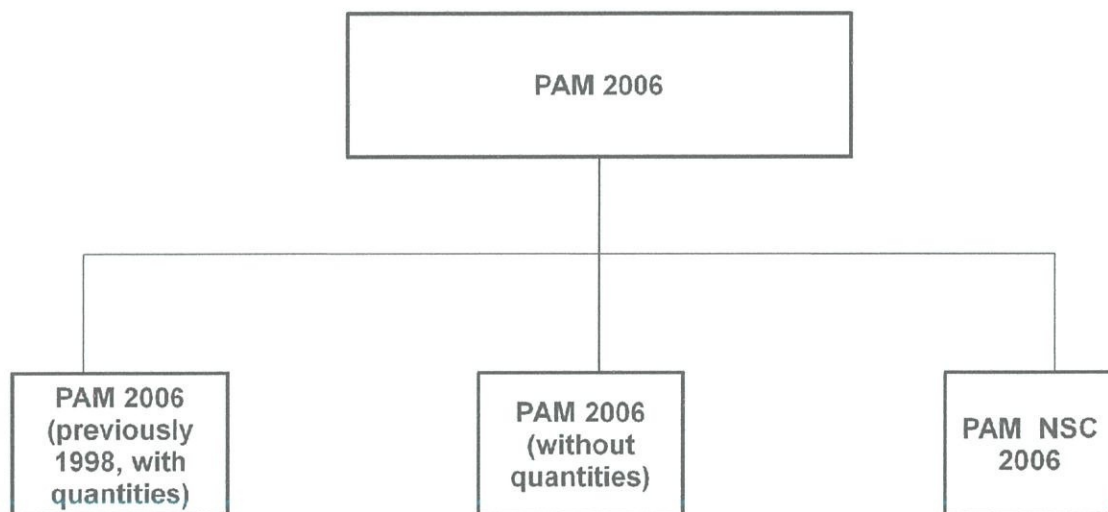 PAM 2006
PAM 2006
(previously
1998, with
quantities)
PAM 2006
(without
quantities)
PAM NSC
2006